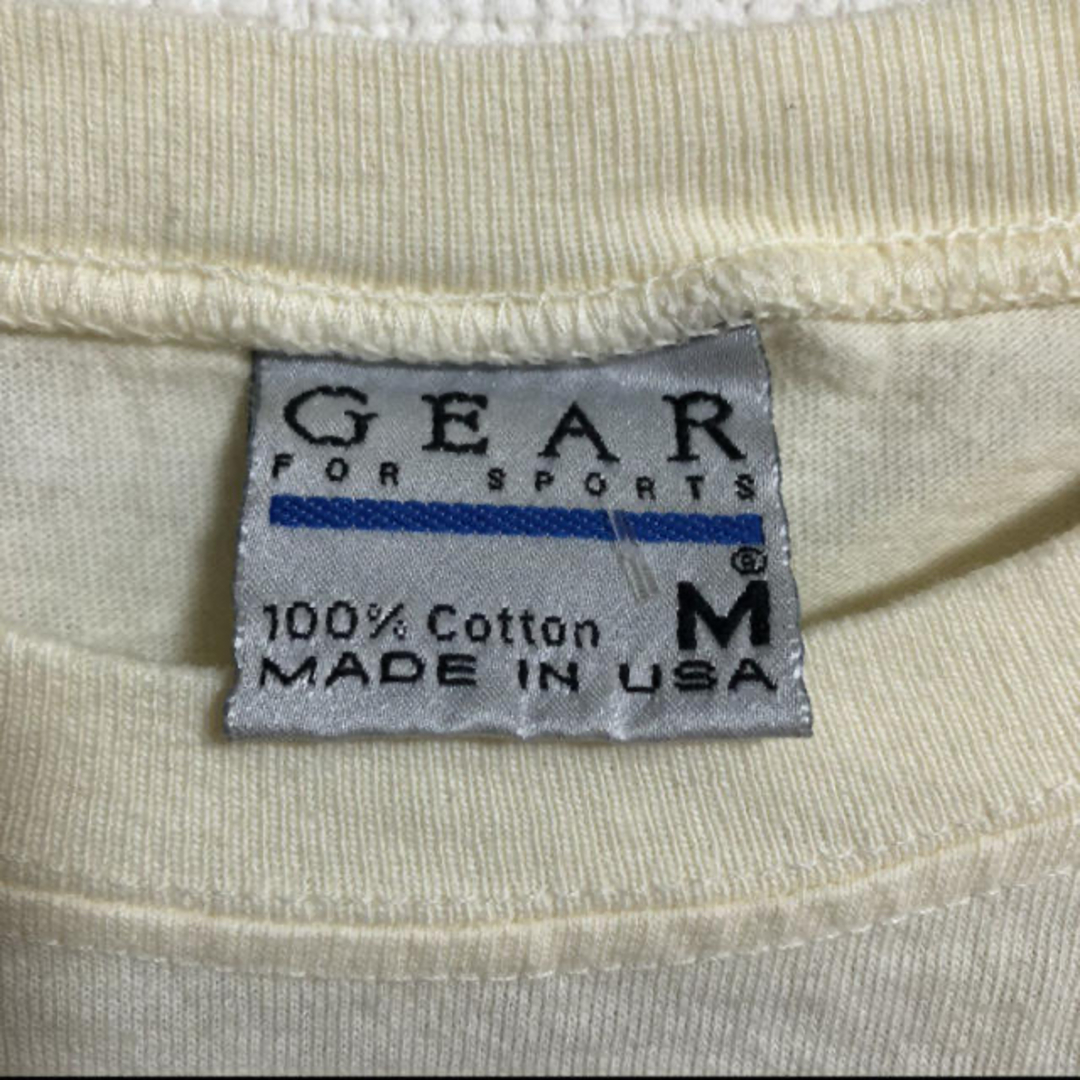 GEAR
FOR SPORTS
®
100% Cotton M
MADE IN USA